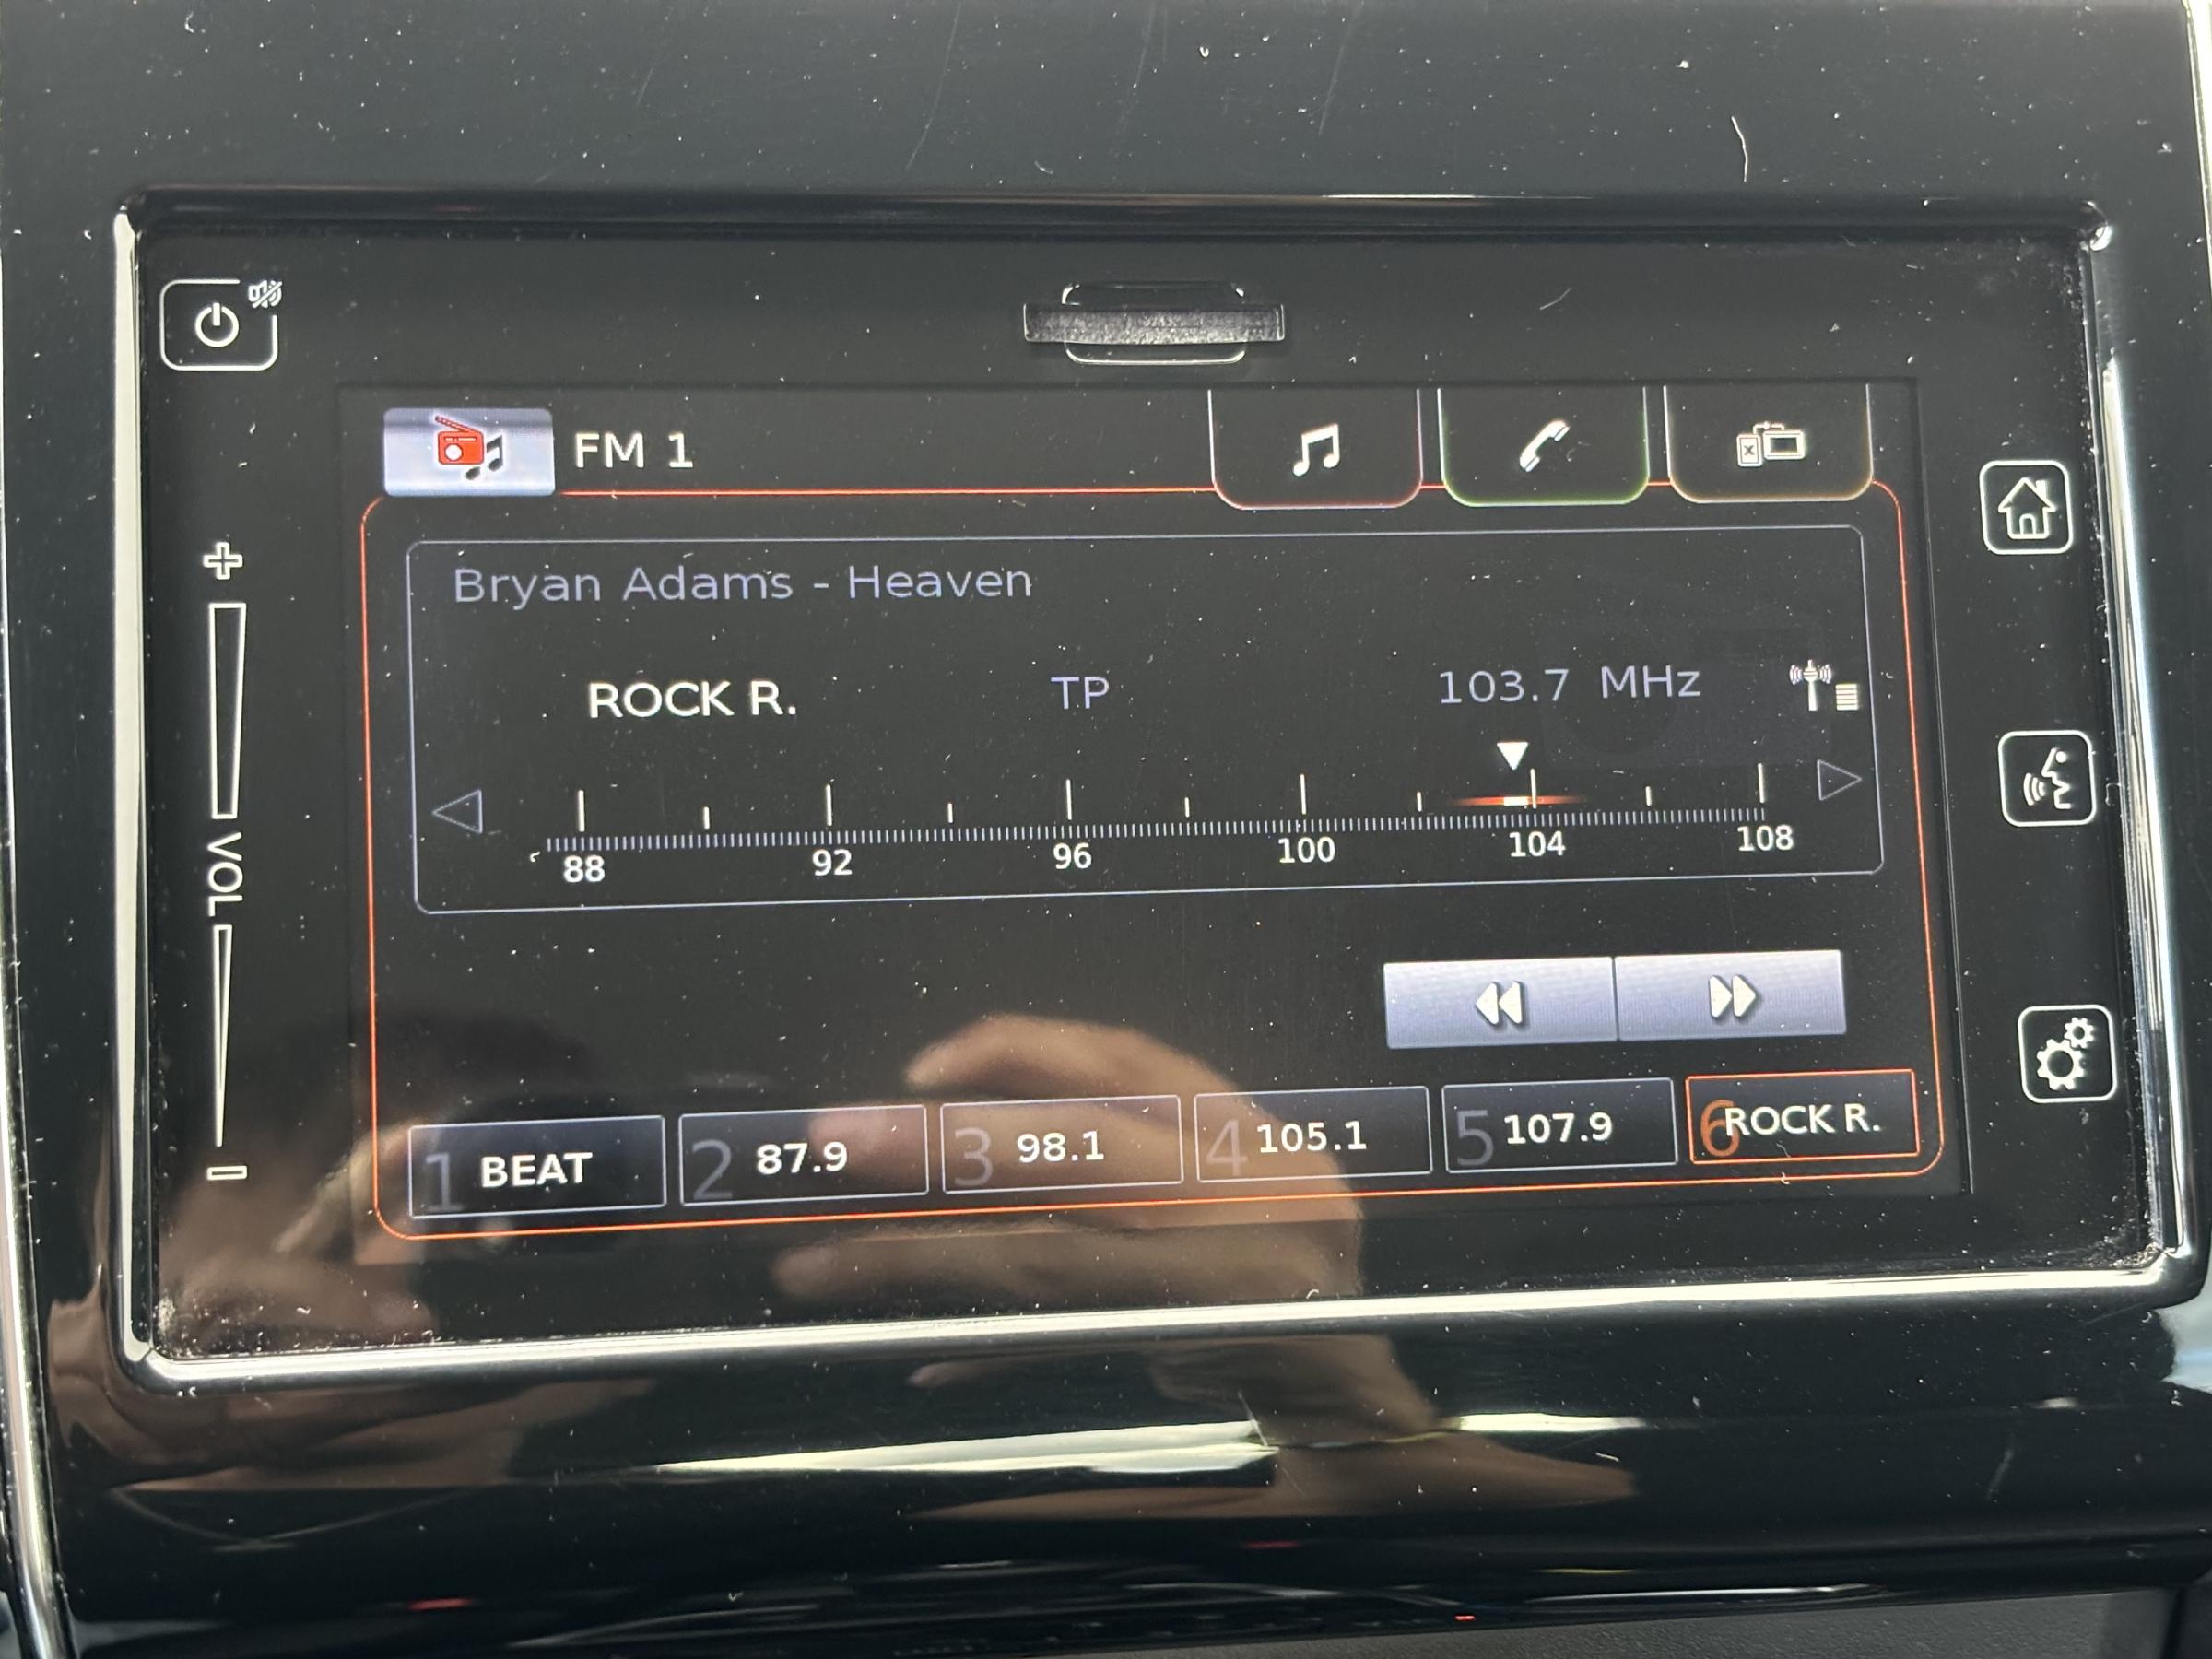 FM 1
Bryan Adams - Heaven
ROCK R. TP 103.7 MHz
88 92 96 100 104 108
VOL
1 BEAT 2 87.9 3 98.1 4 105.1 5 107.9 6 ROCK R.